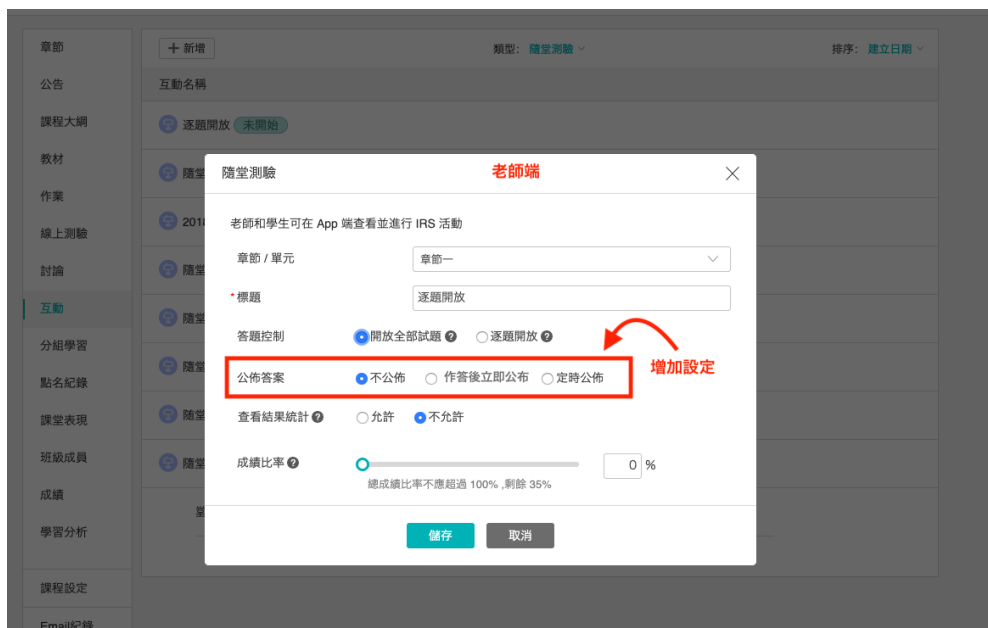 章節
公告
課程大綱
教材
作業
線上測驗
討論
互動
分組學習
點名紀錄
課堂表現
班級成員
成績
學習分析
課程設定
Email紀錄
新增
類型: 隨堂測驗
排序: 建立日期
互動名稱
逐題開放 未開始
隨堂
2018
隨堂
隨堂
隨堂
隨堂
隨堂
隨堂測驗
老師端
老師和學生可在 App 端查看並進行 IRS 活動
章節 / 單元 章節一
*標題 逐題開放
答題控制 開放全部試題 ? 逐題開放 ?
公佈答案 不公佈 作答後立即公布 定時公佈
增加設定
查看結果統計 ? 允許 不允許
成績比率 ? 0 %
總成績比率不應超過 100% ,剩餘 35%
儲存 取消